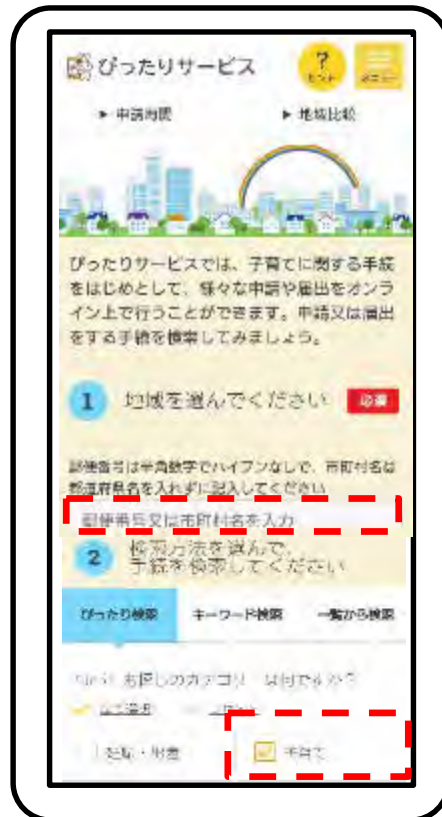 ぴったりサービス
?
ヒント
メニュー
▶ 申請内閲
▶ 地域比較
ぴったりサービスでは、子育てに関する手続
をはじめとして、様々な申請や届出をオンラ
イン上で行うことができます。申請又は届出
をする手続を検索してみましょう。
1 地域を選んでください 必須
郵便番号は半角数字でハイフンなしで、市町村名は
都道府県名を入れずに記入してください
郵便番号又は市町村名を入力
2 検索方法を選んで、
手続を検索してください
ぴったり検索 キーワード検索 一覧から検索
お探しのカテゴリーは何ですか?
妊娠・出産 子育て